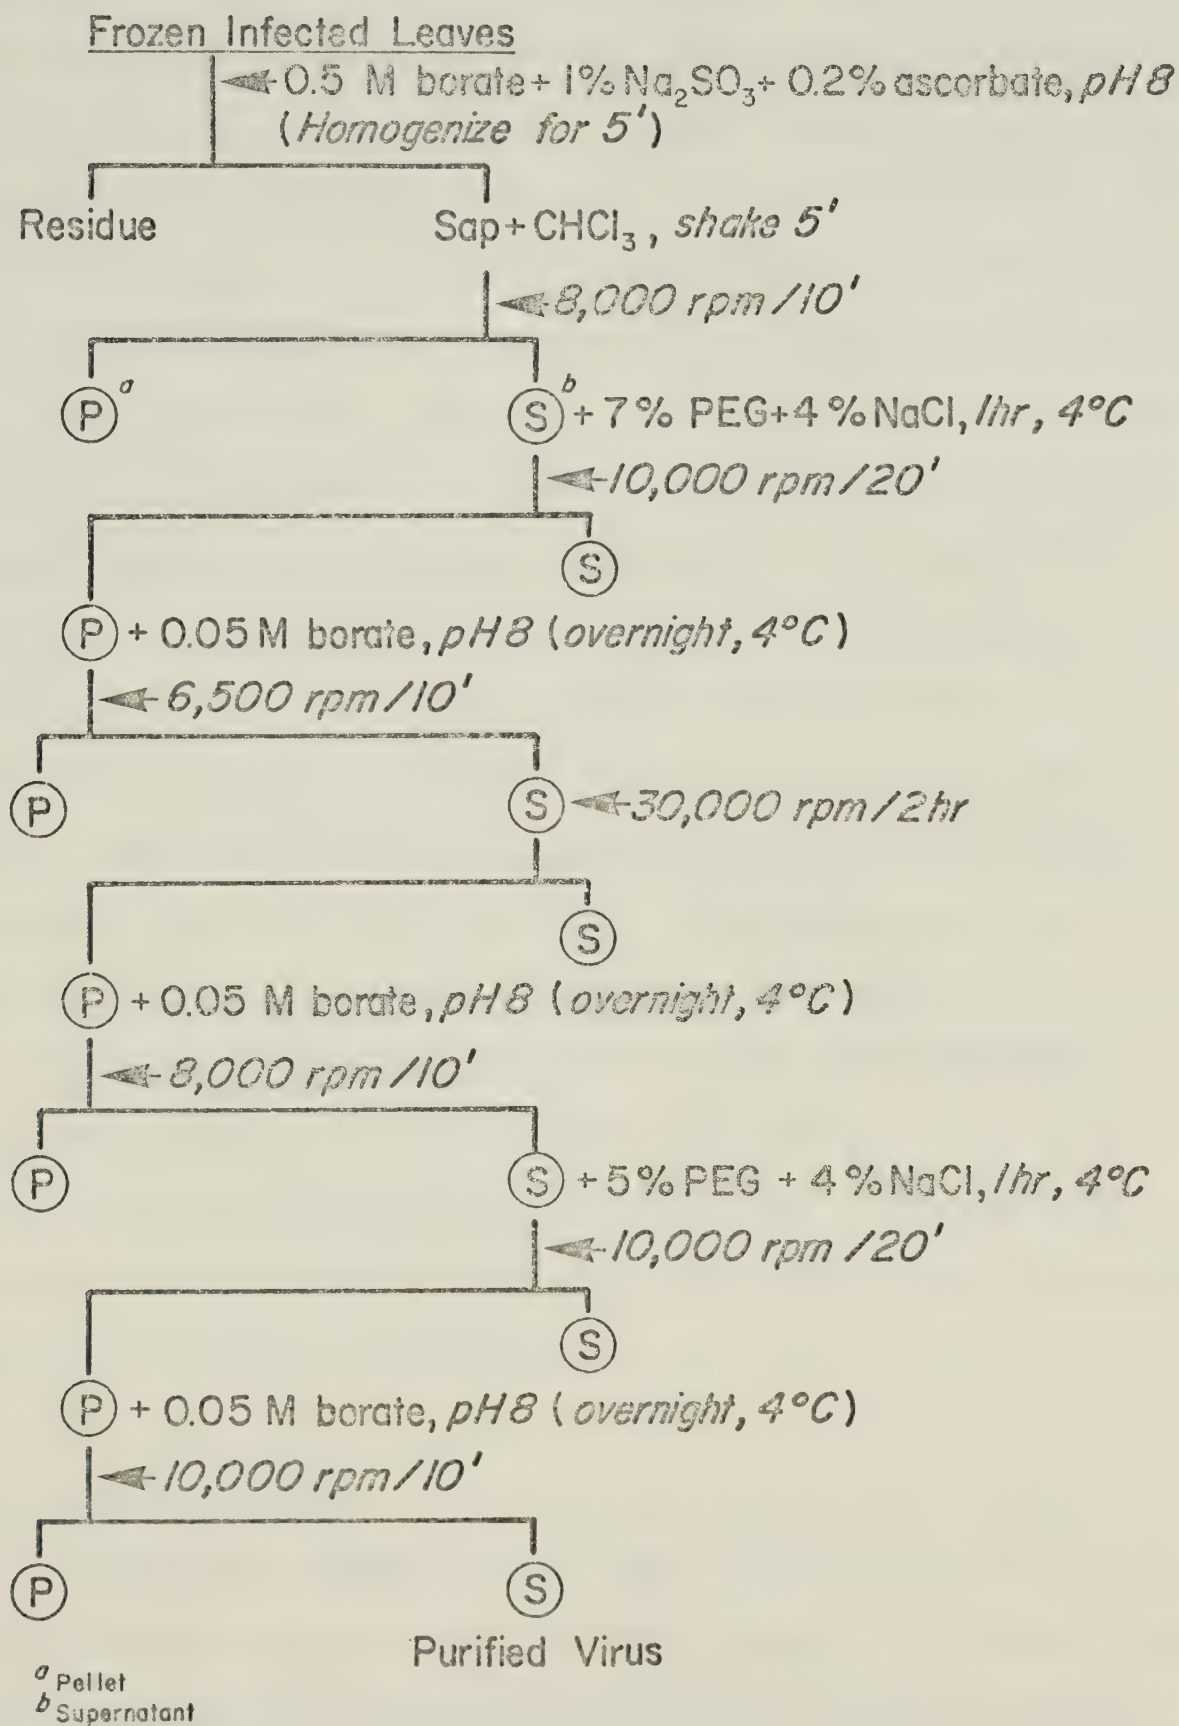 Frozen Infected Leaves
0.5 M borate + 1% Na₂SO₃ + 0.2% ascorbate, pH 8
(Homogenize for 5')
Residue
Sap + CHCl₃, shake 5'
8,000 rpm/10'
P a
S b + 7% PEG + 4% NaCl, 1hr, 4°C
10,000 rpm/20'
S
P + 0.05 M borate, pH 8 (overnight, 4°C)
6,500 rpm/10'
P
S 30,000 rpm/2hr
S
P + 0.05 M borate, pH 8 (overnight, 4°C)
8,000 rpm/10'
P
S + 5% PEG + 4% NaCl, 1hr, 4°C
10,000 rpm/20'
S
P + 0.05 M borate, pH 8 (overnight, 4°C)
10,000 rpm/10'
P
S
Purified Virus
a Pellet
b Supernatant